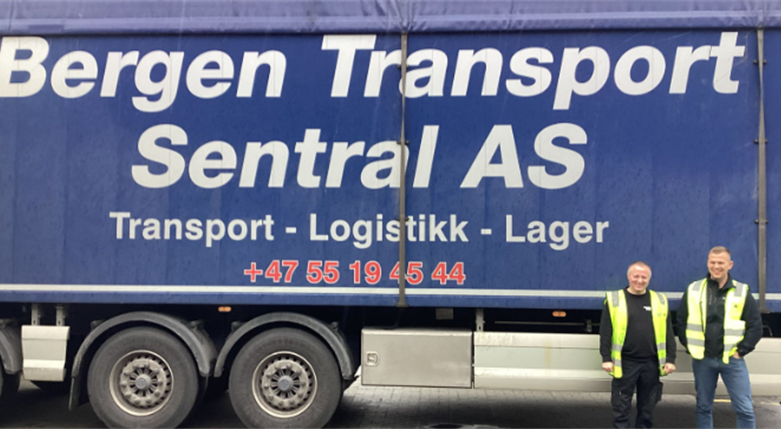 Bergen Transport
Sentral AS
Transport - Logistikk - Lager
+47 55 19 45 44